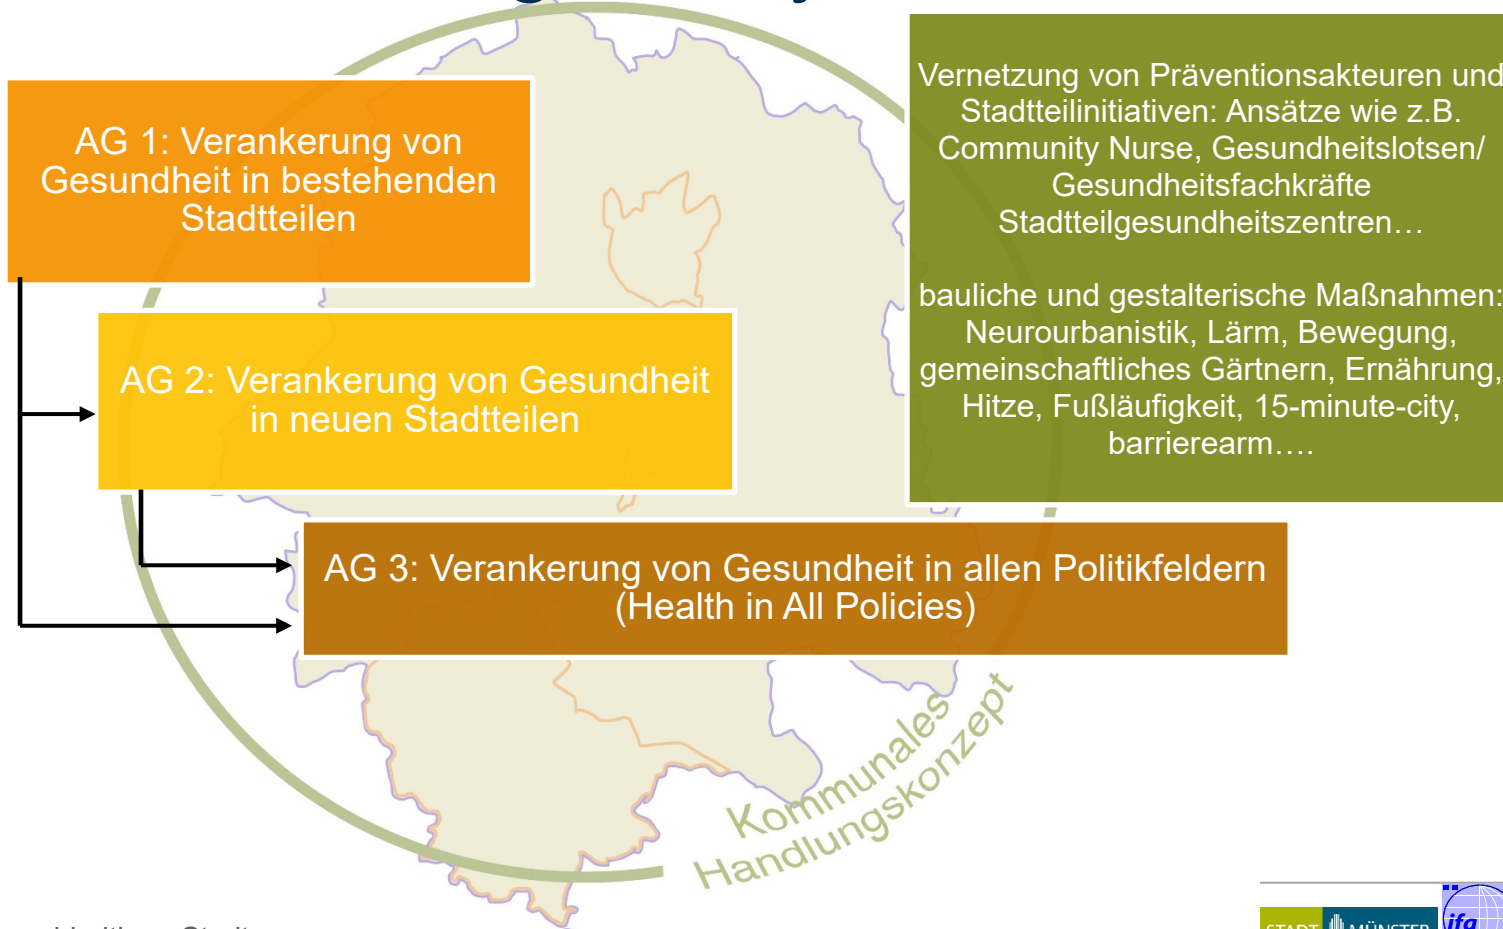 AG 1: Verankerung von
Gesundheit in bestehenden
Stadtteilen
AG 2: Verankerung von Gesundheit
in neuen Stadtteilen
AG 3: Verankerung von Gesundheit in allen Politikfeldern
(Health in All Policies)
Vernetzung von Präventionsakteuren und
Stadtteilinitiativen: Ansätze wie z.B.
Community Nurse, Gesundheitslotsen/
Gesundheitsfachkräfte
Stadtteilgesundheitszentren…
bauliche und gestalterische Maßnahmen:
Neurourbanistik, Lärm, Bewegung,
gemeinschaftliches Gärtnern, Ernährung,
Hitze, Fußläufigkeit, 15-minute-city,
barrierearm….
Kommunales
Handlungskonzept
STADT MÜNSTER
ifg